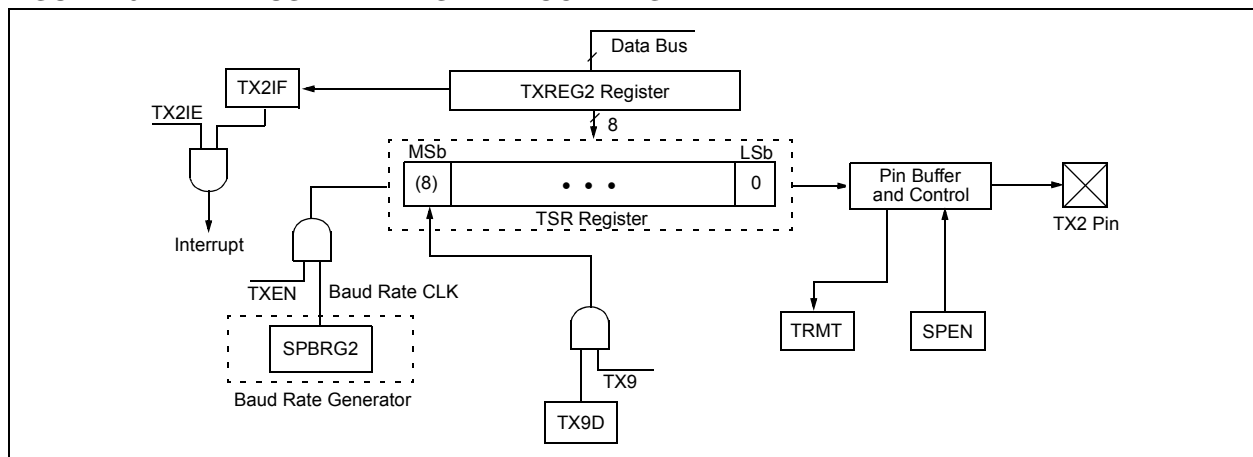 Data Bus
TX2IF
TXREG2 Register
TX2IE
8
MSb
LSb
(8)
• • •
0
TSR Register
Pin Buffer
and Control
TX2 Pin
Interrupt
TXEN
Baud Rate CLK
SPBRG2
Baud Rate Generator
TX9
TX9D
TRMT
SPEN